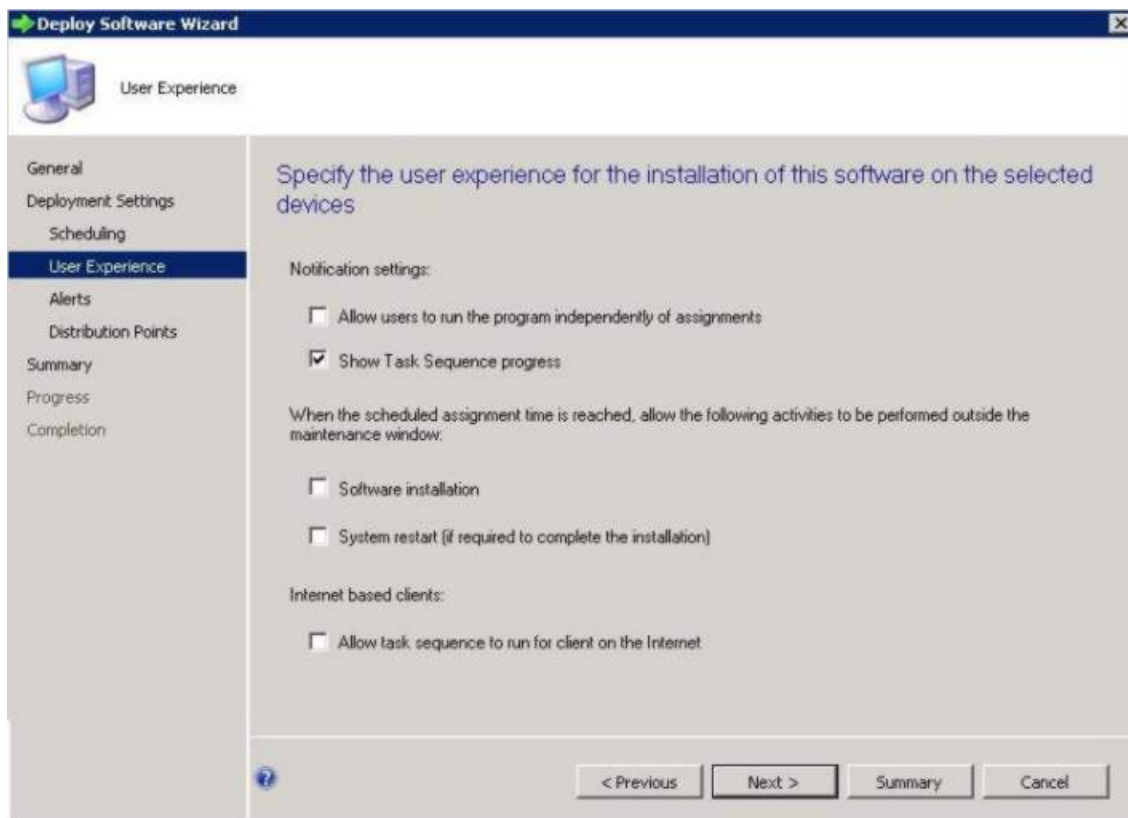 Deploy Software Wizard
User Experience
General
Deployment Settings
Scheduling
User Experience
Alerts
Distribution Points
Summary
Progress
Completion
Specify the user experience for the installation of this software on the selected
devices
Notification settings:
Allow users to run the program independently of assignments
Show Task Sequence progress
When the scheduled assignment time is reached, allow the following activities to be performed outside the
maintenance window:
Software installation
System restart (if required to complete the installation)
Internet based clients:
Allow task sequence to run for client on the Internet
< Previous
Next >
Summary
Cancel